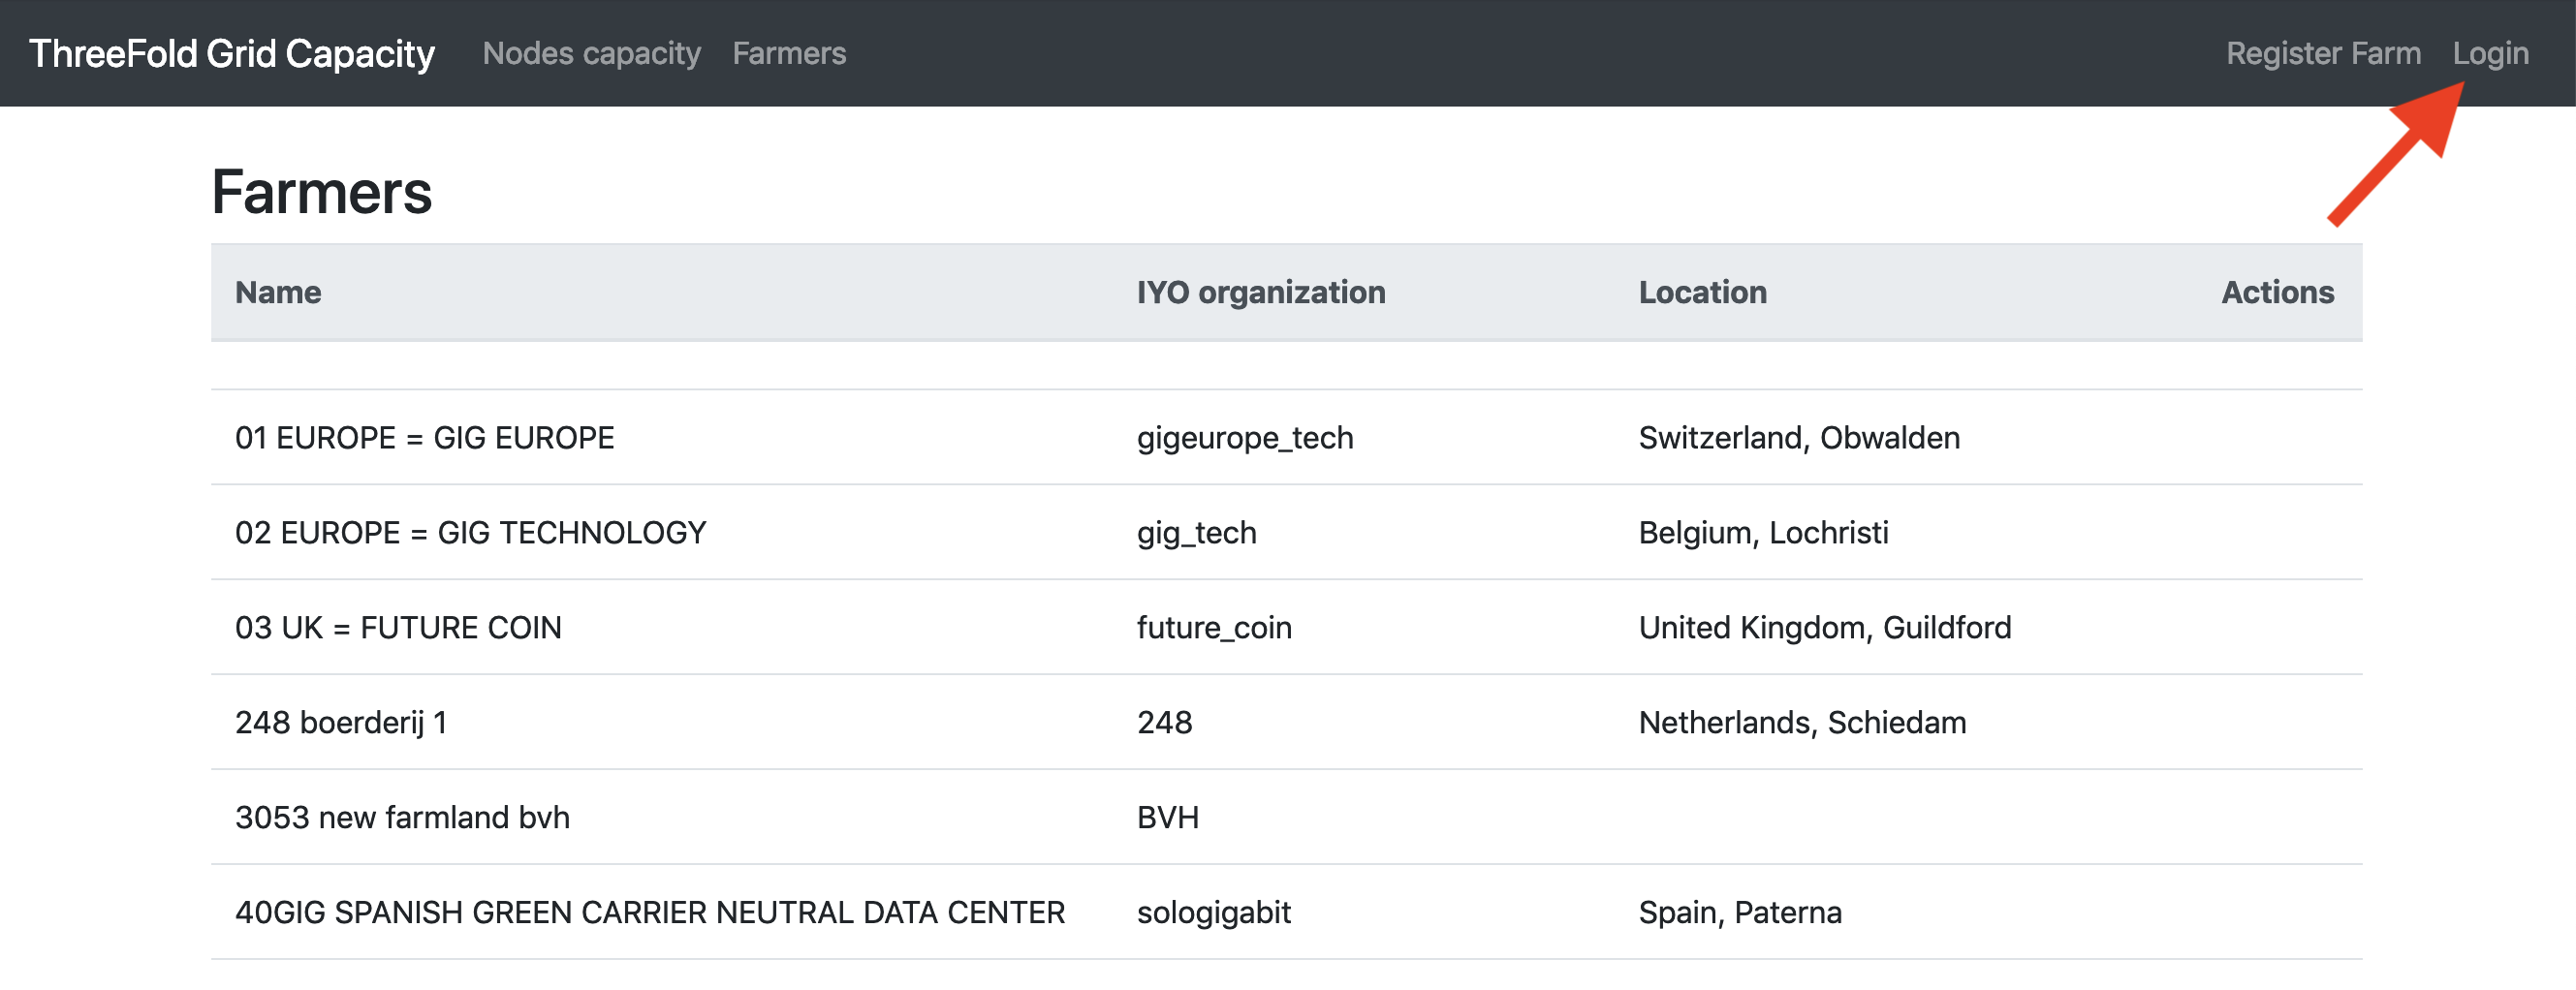 ThreeFold Grid Capacity Nodes capacity Farmers Register Farm Login
Farmers
Name IYO organization Location Actions
01 EUROPE = GIG EUROPE gigeurope_tech Switzerland, Obwalden
02 EUROPE = GIG TECHNOLOGY gig_tech Belgium, Lochristi
03 UK = FUTURE COIN future_coin United Kingdom, Guildford
248 boerderij 1 248 Netherlands, Schiedam
3053 new farmland bvh BVH
40GIG SPANISH GREEN CARRIER NEUTRAL DATA CENTER sologigabit Spain, Paterna